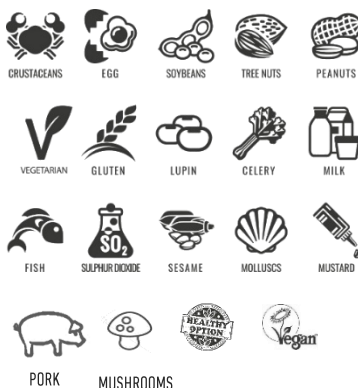 CRUSTACEANS EGG SOYBEANS TREE NUTS PEANUTS
VEGETARIAN GLUTEN LUPIN CELERY MILK
SO2
FISH SULPHUR DIOXIDE SESAME MOLLUSCS MUSTARD
HEALTHY
OPTION
Vegan
PORK MUSHROOMS